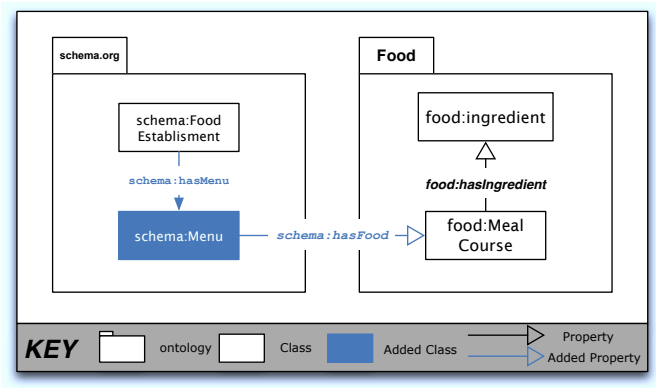 schema.org
Food
schema:Food
Establisment
food:ingredient
schema:hasMenu
food:hasIngredient
schema:Menu
schema:hasFood
food:Meal
Course
KEY
ontology
Class
Added Class
Property
Added Property